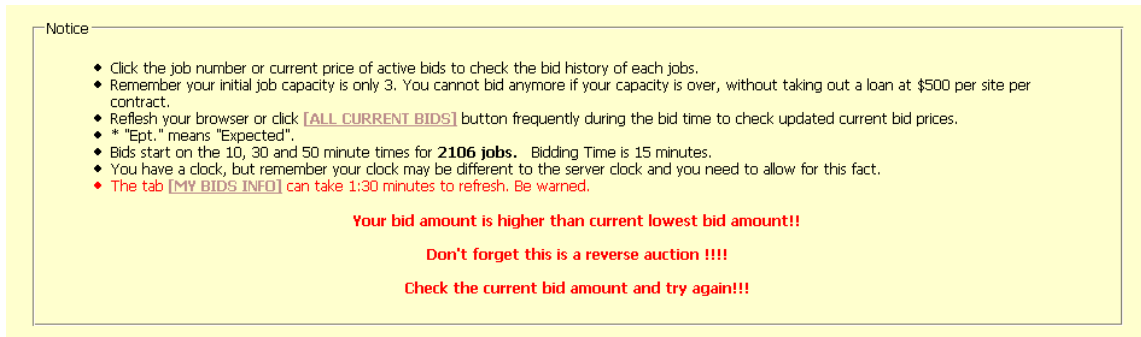 Notice
Click the job number or current price of active bids to check the bid history of each jobs.
Remember your initial job capacity is only 3. You cannot bid anymore if your capacity is over, without taking out a loan at $500 per site per
contract.
Reflesh your browser or click [ALL CURRENT BIDS] button frequently during the bid time to check updated current bid prices.
* "Ept." means "Expected".
Bids start on the 10, 30 and 50 minute times for 2106 jobs. Bidding Time is 15 minutes.
You have a clock, but remember your clock may be different to the server clock and you need to allow for this fact.
The tab [MY BIDS INFO] can take 1:30 minutes to refresh. Be warned.
Your bid amount is higher than current lowest bid amount!!
Don't forget this is a reverse auction !!!!
Check the current bid amount and try again!!!